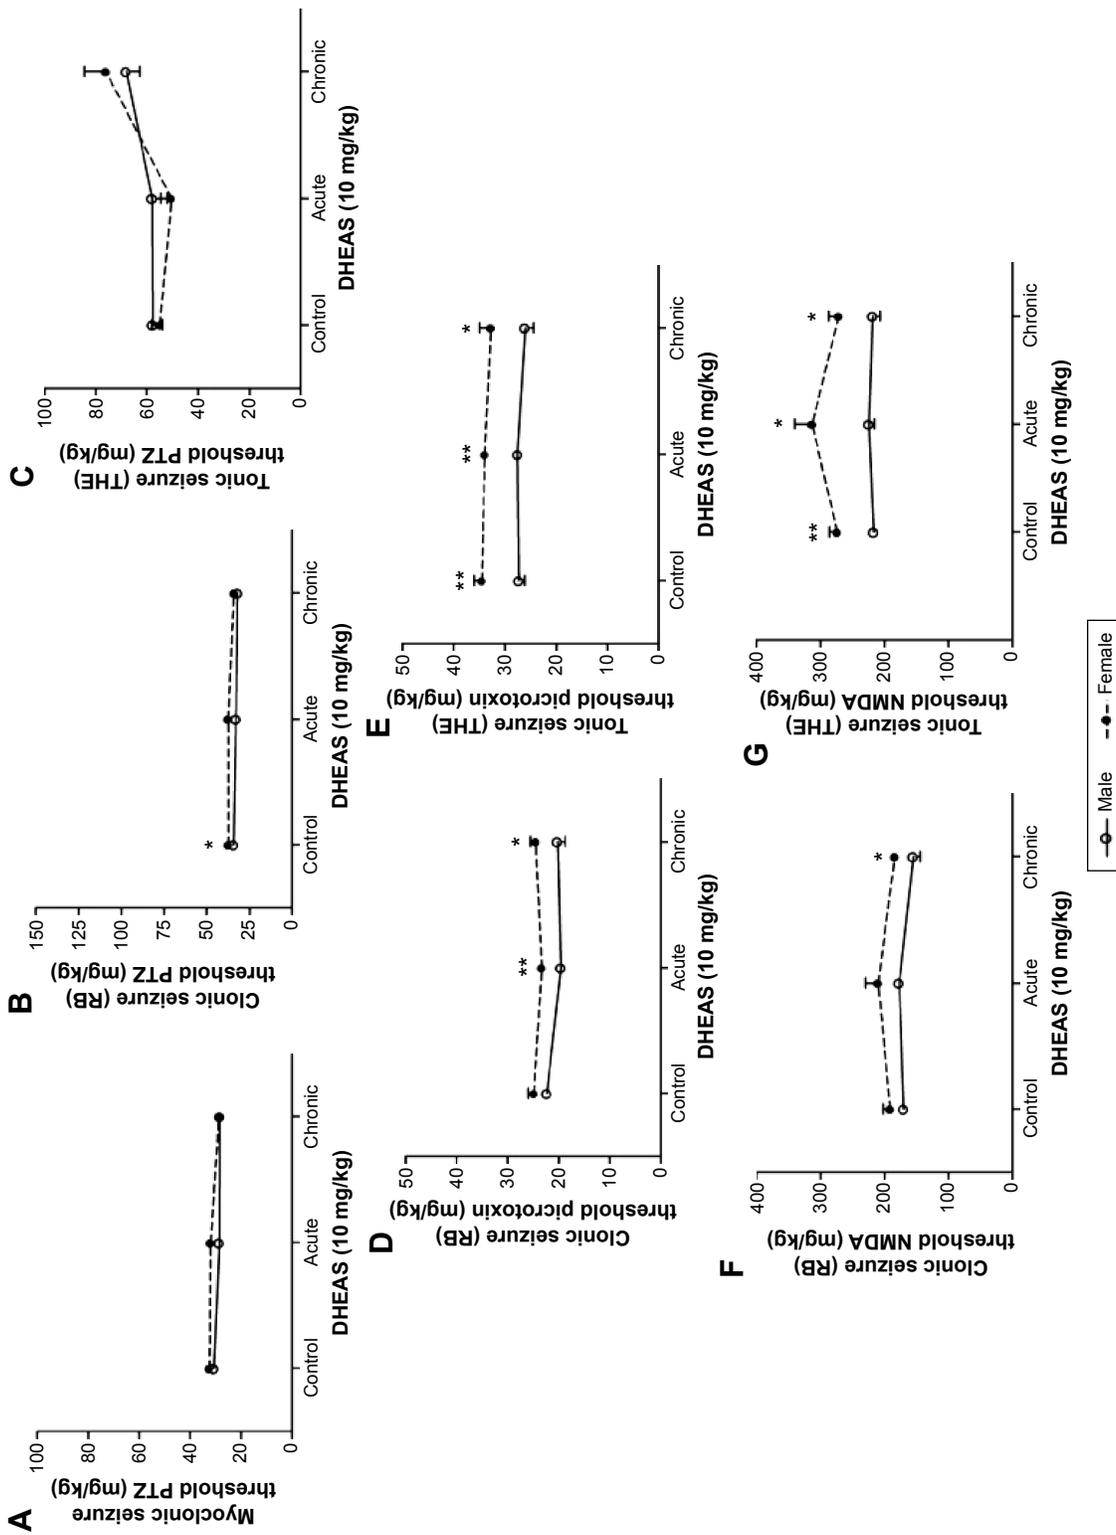 A
Myoclonic seizure
threshold PTZ (mg/kg)
100
80
60
40
20
0
Control
Acute
Chronic
DHEAS (10 mg/kg)
B
Clonic seizure (RB)
threshold PTZ (mg/kg)
150
125
100
75
50
25
0
*
Control
Acute
Chronic
DHEAS (10 mg/kg)
C
Tonic seizure (THE)
threshold PTZ (mg/kg)
100
80
60
40
20
0
Control
Acute
Chronic
DHEAS (10 mg/kg)
D
Clonic seizure (RB)
threshold picrotoxin (mg/kg)
50
40
30
20
10
0
**
*
Control
Acute
Chronic
DHEAS (10 mg/kg)
E
Tonic seizure (THE)
threshold picrotoxin (mg/kg)
50
40
30
20
10
0
**
**
*
Control
Acute
Chronic
DHEAS (10 mg/kg)
F
Clonic seizure (RB)
threshold NMDA (mg/kg)
400
300
200
100
0
*
Control
Acute
Chronic
DHEAS (10 mg/kg)
G
Tonic seizure (THE)
threshold NMDA (mg/kg)
400
300
200
100
0
**
*
*
Control
Acute
Chronic
DHEAS (10 mg/kg)
Male
Female